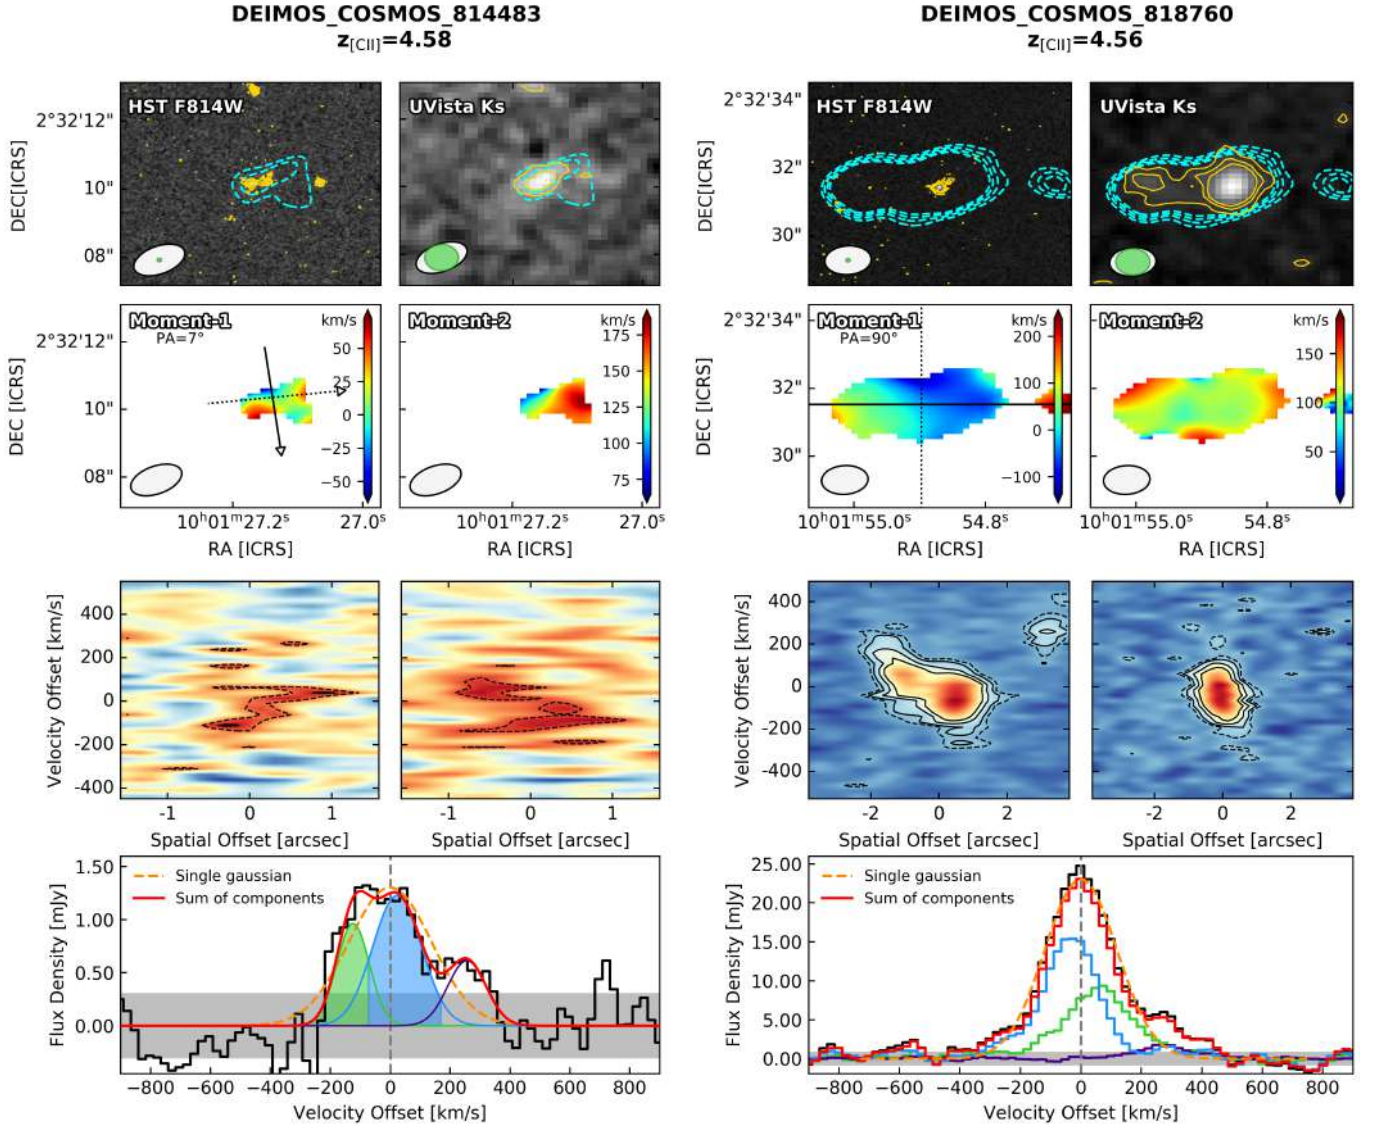 DEIMOS_COSMOS_814483
z[CII]=4.58
DEIMOS_COSMOS_818760
z[CII]=4.56
HST F814W
UVista Ks
HST F814W
UVista Ks
DEC[ICRS]
2°32'12"
10"
08"
DEC[ICRS]
2°32'34"
32"
30"
Moment-1
PA=7°
km/s
50
25
0
−25
−50
Moment-2
km/s
175
150
125
100
75
Moment-1
PA=90°
km/s
200
100
0
−100
Moment-2
km/s
150
100
50
DEC [ICRS]
2°32'12"
10"
08"
DEC [ICRS]
2°32'34"
32"
30"
10h01m27.2s
27.0s
10h01m27.2s
27.0s
10h01m55.0s
54.8s
10h01m55.0s
54.8s
RA [ICRS]
RA [ICRS]
RA [ICRS]
RA [ICRS]
Velocity Offset [km/s]
400
200
0
-200
-400
Velocity Offset [km/s]
400
200
0
-200
-400
-1 0 1
-1 0 1
-2 0 2
-2 0 2
Spatial Offset [arcsec]
Spatial Offset [arcsec]
Spatial Offset [arcsec]
Spatial Offset [arcsec]
Flux Density [mJy]
1.50
1.00
0.50
0.00
Single gaussian
Sum of components
−800 −600 −400 −200 0 200 400 600 800
Velocity Offset [km/s]
Flux Density [mJy]
25.00
20.00
15.00
10.00
5.00
0.00
Single gaussian
Sum of components
−800 −600 −400 −200 0 200 400 600 800
Velocity Offset [km/s]